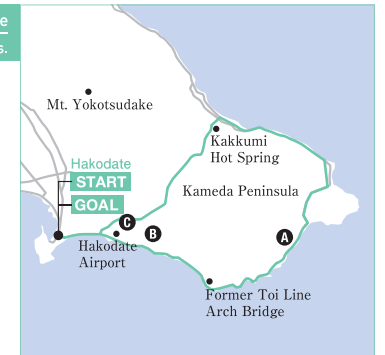 e
s.
Mt. Yokotsudake
Kakkumi
Hot Spring
Hakodate
START
GOAL
Kameda Peninsula
C
B
A
Hakodate
Airport
Former Toi Line
Arch Bridge